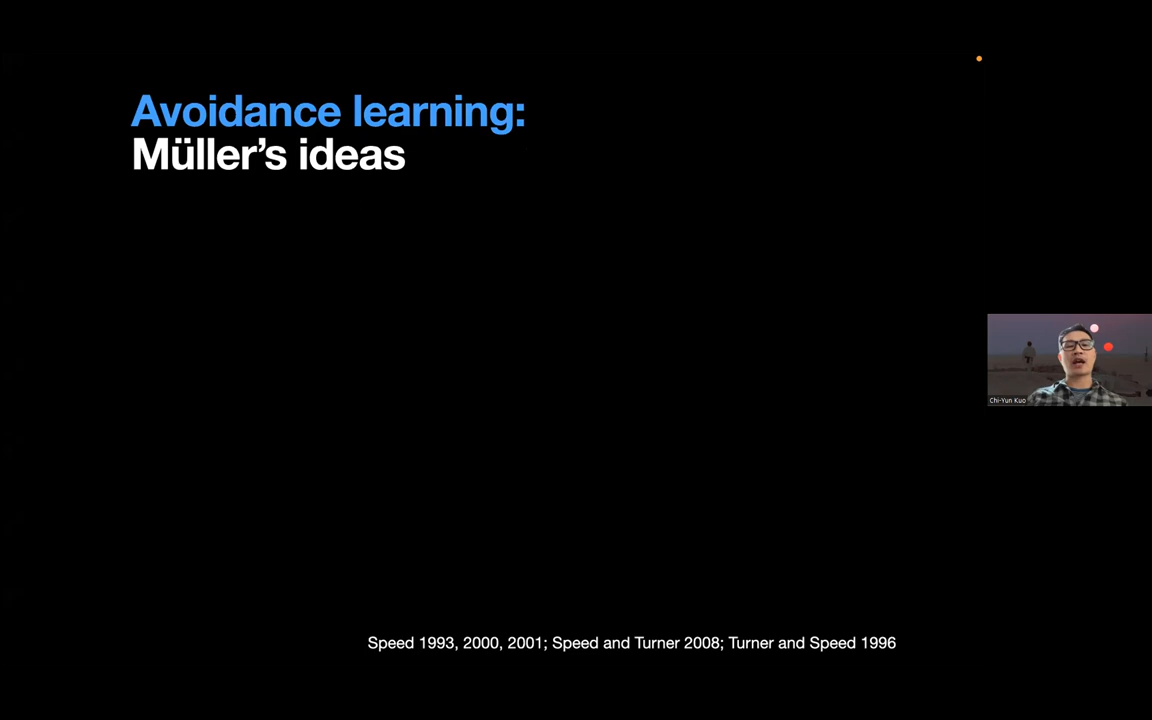 Avoidance learning:
Müller’s ideas
Chi-Yun Kuo
Speed 1993, 2000, 2001; Speed and Turner 2008; Turner and Speed 1996